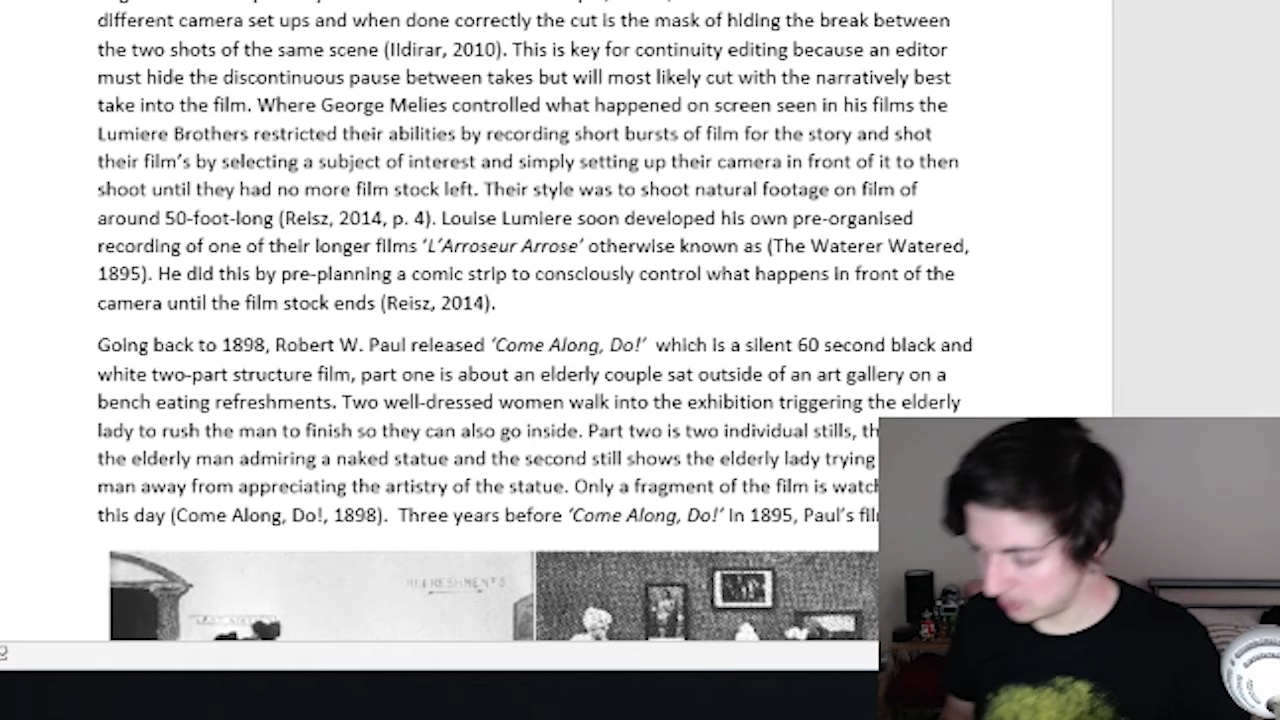 different camera set ups and when done correctly the cut is the mask of hiding the break between
the two shots of the same scene (IIdirar, 2010). This is key for continuity editing because an editor
must hide the discontinuous pause between takes but will most likely cut with the narratively best
take into the film. Where George Melies controlled what happened on screen seen in his films the
Lumiere Brothers restricted their abilities by recording short bursts of film for the story and shot
their film's by selecting a subject of interest and simply setting up their camera in front of it to then
shoot until they had no more film stock left. Their style was to shoot natural footage on film of
around 50-foot-long (Reisz, 2014, p. 4). Louise Lumiere soon developed his own pre-organised
recording of one of their longer films 'L'Arroseur Arrose' otherwise known as (The Waterer Watered,
1895). He did this by pre-planning a comic strip to consciously control what happens in front of the
camera until the film stock ends (Reisz, 2014).
Going back to 1898, Robert W. Paul released 'Come Along, Do!' which is a silent 60 second black and
white two-part structure film, part one is about an elderly couple sat outside of an art gallery on a
bench eating refreshments. Two well-dressed women walk into the exhibition triggering the elderly
lady to rush the man to finish so they can also go inside. Part two is two individual stills,
the elderly man admiring a naked statue and the second still shows the elderly lady trying
man away from appreciating the artistry of the statue. Only a fragment of the film is
this day (Come Along, Do!, 1898). Three years before 'Come Along, Do!' In 1895, Paul's
REFRESHMENTS